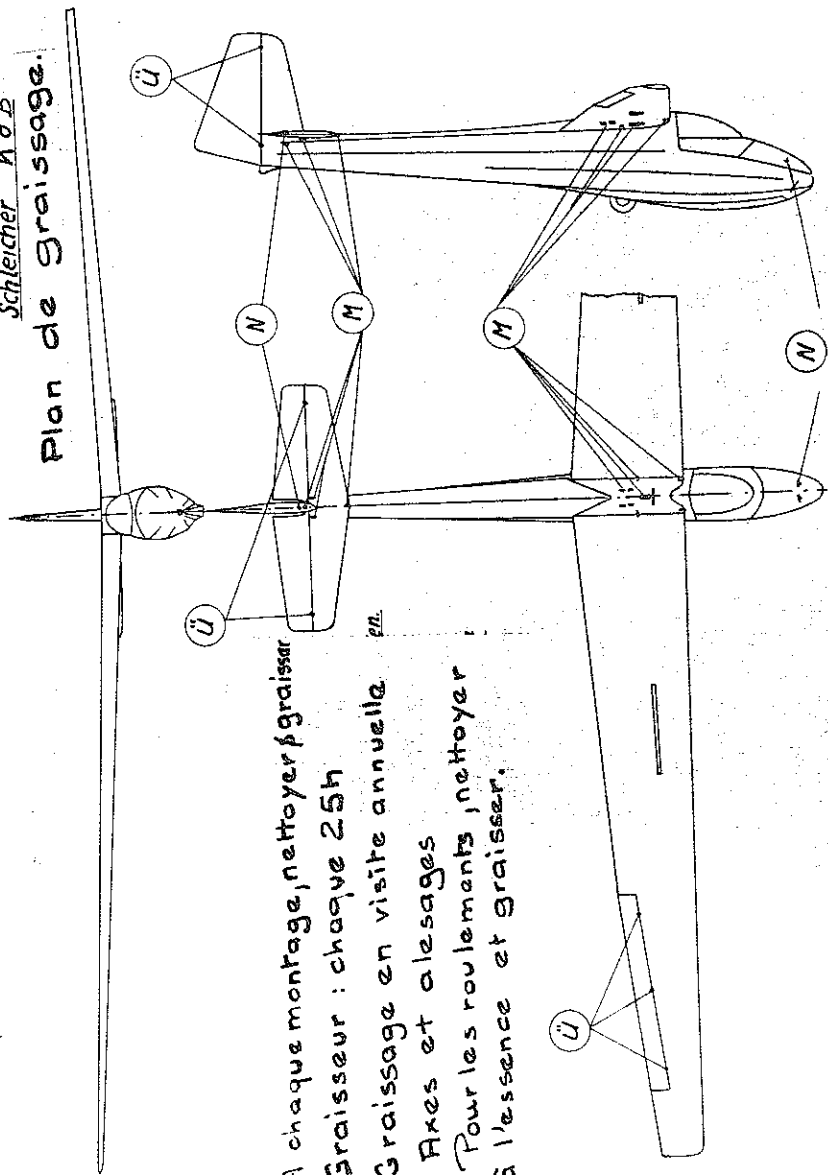 Schleicher K 8 B
Plan de graissage.
chaque montage, nettoyer & graisser
Graisseur : chaque 25h
Graissage en visite annuelle en.
Axes et alesages
Pour les roulements, nettoyer
à l'essence et graisser.
Ü
Ü
N
M
M
N
Ü